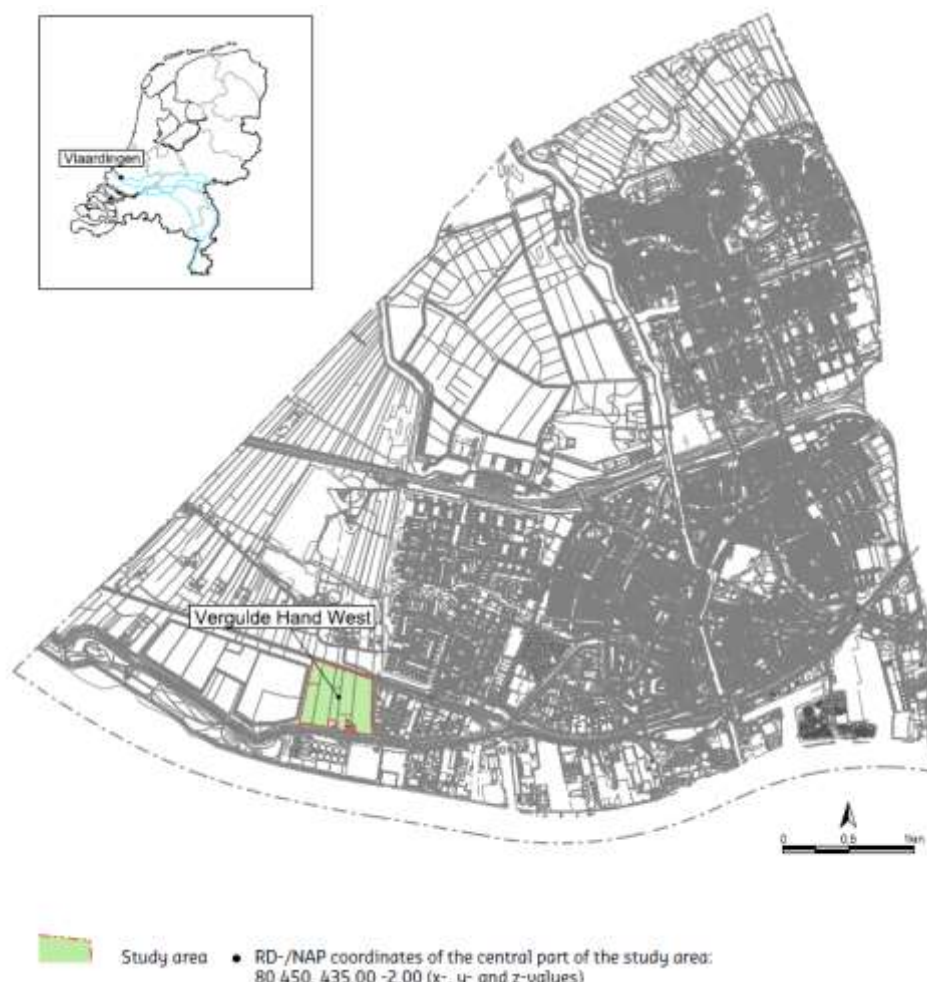 Vlaardingen
Vergulde Hand West
0 0,5 1km
Study area
RD-/NAP coordinates of the central part of the study area:
80.450, 435.00 -2.00 (x-, y- and z-values)